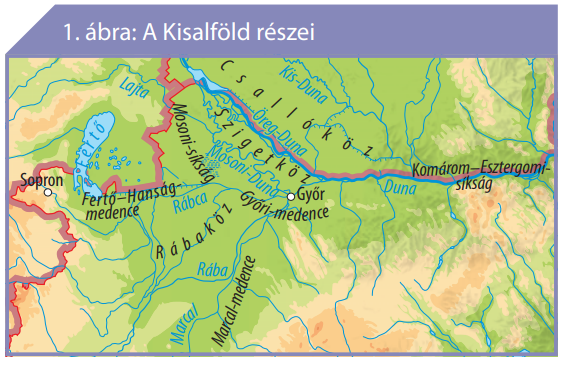 1. ábra: A Kisalföld részei
Csallóköz
Kis-Duna
Lajta
Öreg-Duna
Szigetköz
Mosoni-síkság
Mosoni-Duna
Fertő
Sopron
Fertő–Hanság-
medence
Rábca
Győr
Győri-medence
Duna
Komárom–Esztergomi-
síkság
Rábaköz
Rába
Marcal
Marcal-medence